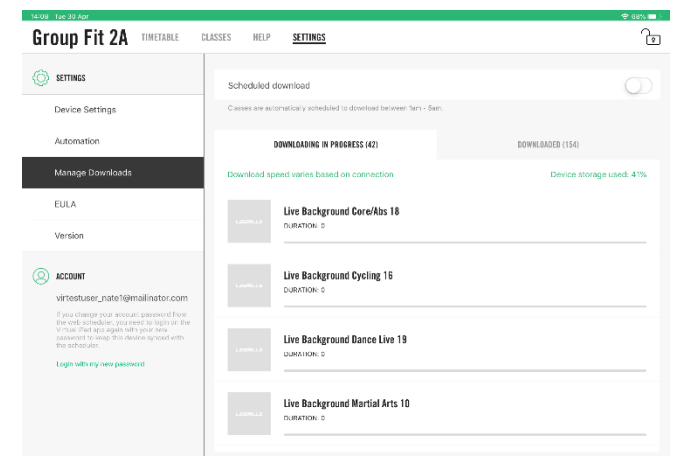 14:09 Tue 30 Apr
68%
Group Fit 2A
TIMETABLE
CLASSES
HELP
SETTINGS
SETTINGS
Device Settings
Automation
Manage Downloads
EULA
Version
ACCOUNT
virtestuser_nate1@mailinator.com
If you change your account password from
the web scheduler, you need to login on the
Virtual iPad app again with your new
password to keep this device synced with
the scheduler.
Login with my new password
Scheduled download
Classes are automatically scheduled to download between 1am - 5am.
DOWNLOADING IN PROGRESS (42)
DOWNLOADED (154)
Download speed varies based on connection
Device storage used: 41%
Live Background Core/Abs 18
DURATION: 0
Live Background Cycling 16
DURATION: 0
Live Background Dance Live 19
DURATION: 0
Live Background Martial Arts 10
DURATION: 0